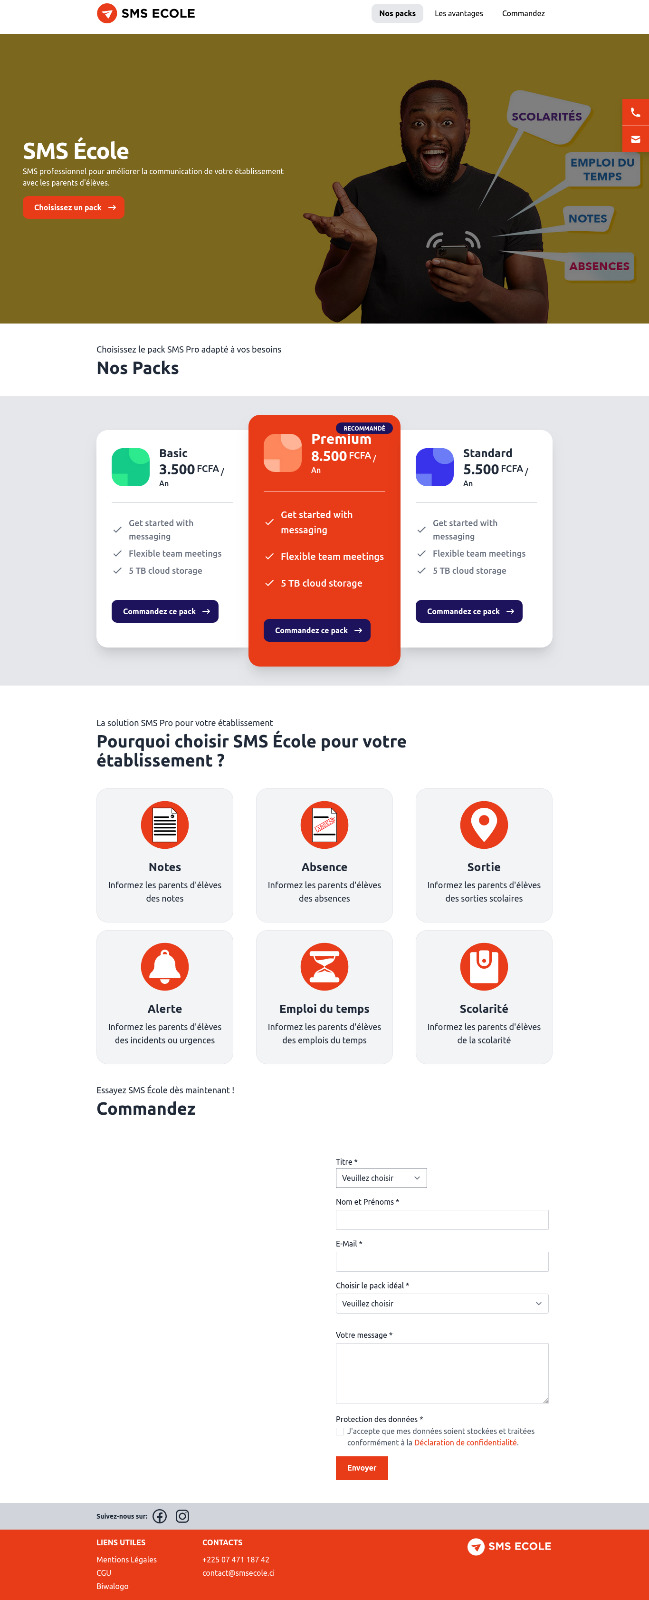 SMS ECOLE
Nos packs
Les avantages
Commandez
SMS École
SMS professionnel pour améliorer la communication de votre établissement
avec les parents d'élèves.
Choisissez un pack
SCOLARITÉS
EMPLOI DU
TEMPS
NOTES
ABSENCES
Choisissez le pack SMS Pro adapté à vos besoins
Nos Packs
Basic
3.500 FCFA /
An
Get started with
messaging
Flexible team meetings
5 TB cloud storage
Commandez ce pack
RECOMMANDÉ
Premium
8.500 FCFA /
An
Get started with
messaging
Flexible team meetings
5 TB cloud storage
Commandez ce pack
Standard
5.500 FCFA /
An
Get started with
messaging
Flexible team meetings
5 TB cloud storage
Commandez ce pack
La solution SMS Pro pour votre établissement
Pourquoi choisir SMS École pour votre
établissement ?
Notes
Informez les parents d'élèves
des notes
Absence
Informez les parents d'élèves
des absences
Sortie
Informez les parents d'élèves
des sorties scolaires
Alerte
Informez les parents d'élèves
des incidents ou urgences
Emploi du temps
Informez les parents d'élèves
des emplois du temps
Scolarité
Informez les parents d'élèves
de la scolarité
Essayez SMS École dès maintenant !
Commandez
Titre *
Veuillez choisir
Nom et Prénoms *
E-Mail *
Choisir le pack idéal *
Veuillez choisir
Votre message *
Protection des données *
J'accepte que mes données soient stockées et traitées
conformément à la Déclaration de confidentialité.
Envoyer
Suivez-nous sur:
LIENS UTILES
Mentions Légales
CGU
Biwalogo
CONTACTS
+225 07 471 187 42
contact@smsecole.ci
SMS ECOLE